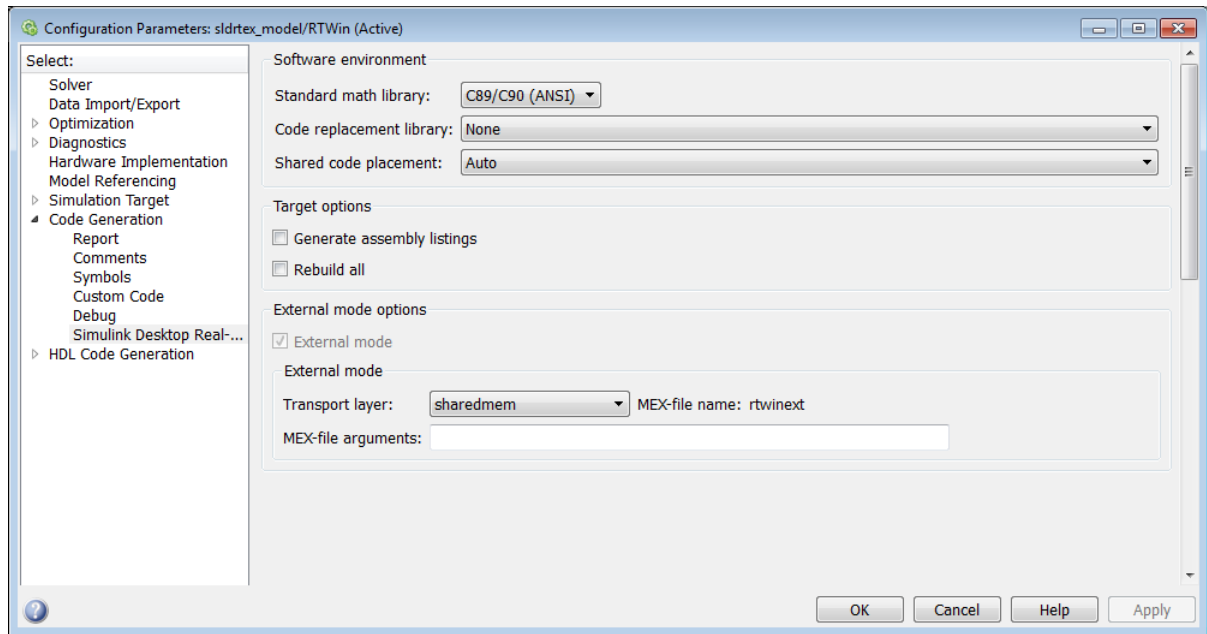 Configuration Parameters: sldrtex_model/RTWin (Active)
Select:
Solver
Data Import/Export
Optimization
Diagnostics
Hardware Implementation
Model Referencing
Simulation Target
Code Generation
Report
Comments
Symbols
Custom Code
Debug
Simulink Desktop Real-...
HDL Code Generation
Software environment
Standard math library: C89/C90 (ANSI)
Code replacement library: None
Shared code placement: Auto
Target options
Generate assembly listings
Rebuild all
External mode options
External mode
External mode
Transport layer: sharedmem MEX-file name: rtwinext
MEX-file arguments:
OK Cancel Help Apply